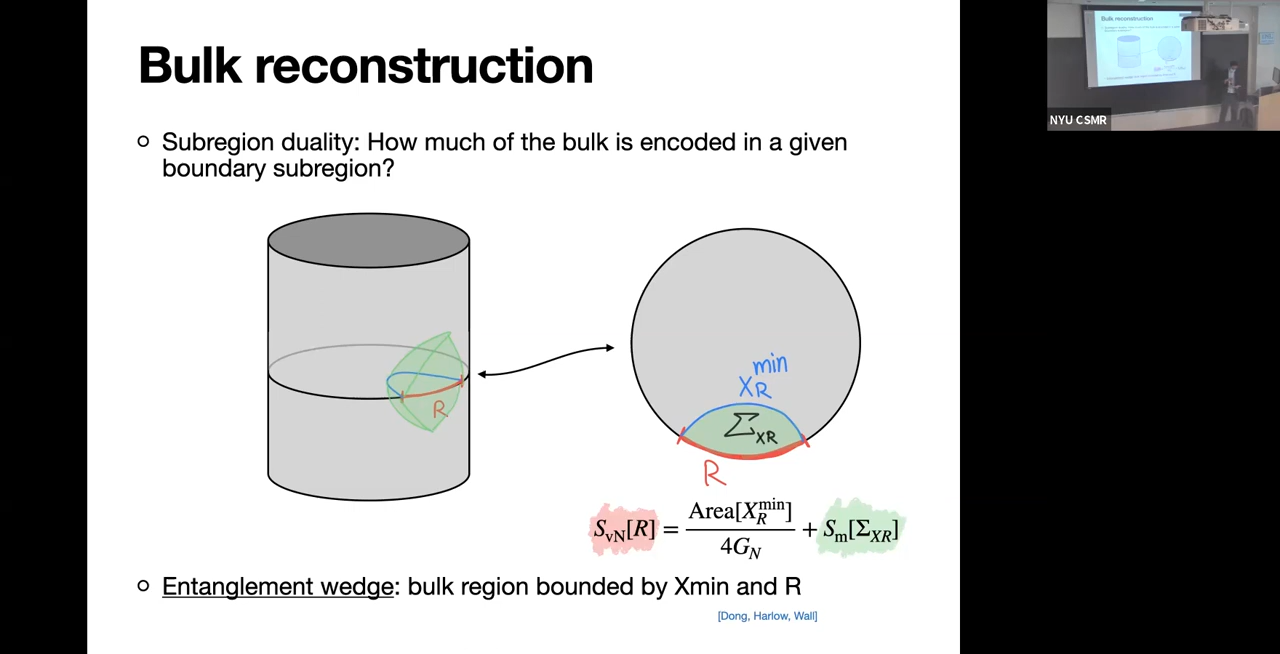 Bulk reconstruction
Subregion duality: How much of the bulk is encoded in a given
boundary subregion?
R
X_R^min
Σ_XR
R
S_vN[R] = Area[X_R^min] / 4G_N + S_m[Σ_XR]
Entanglement wedge: bulk region bounded by Xmin and R
[Dong, Harlow, Wall]
Bulk reconstruction
NYU CSMR